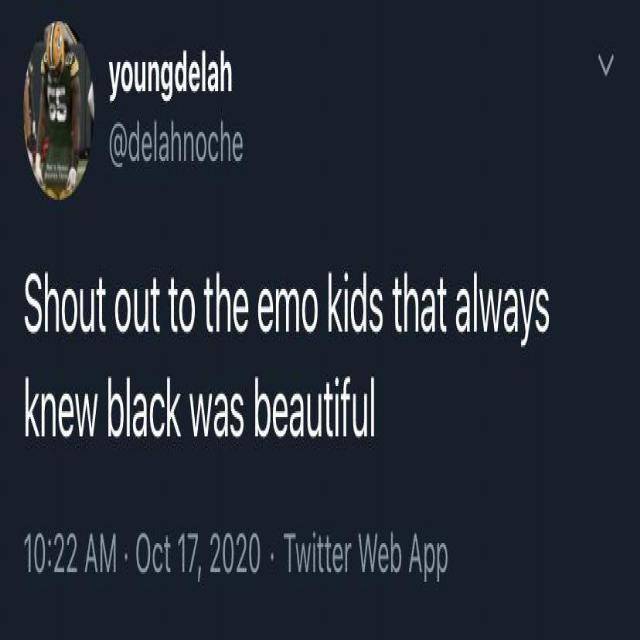 youngdelah
@delahnoche
Shout out to the emo kids that always
knew black was beautiful
10:22 AM · Oct 17, 2020 · Twitter Web App